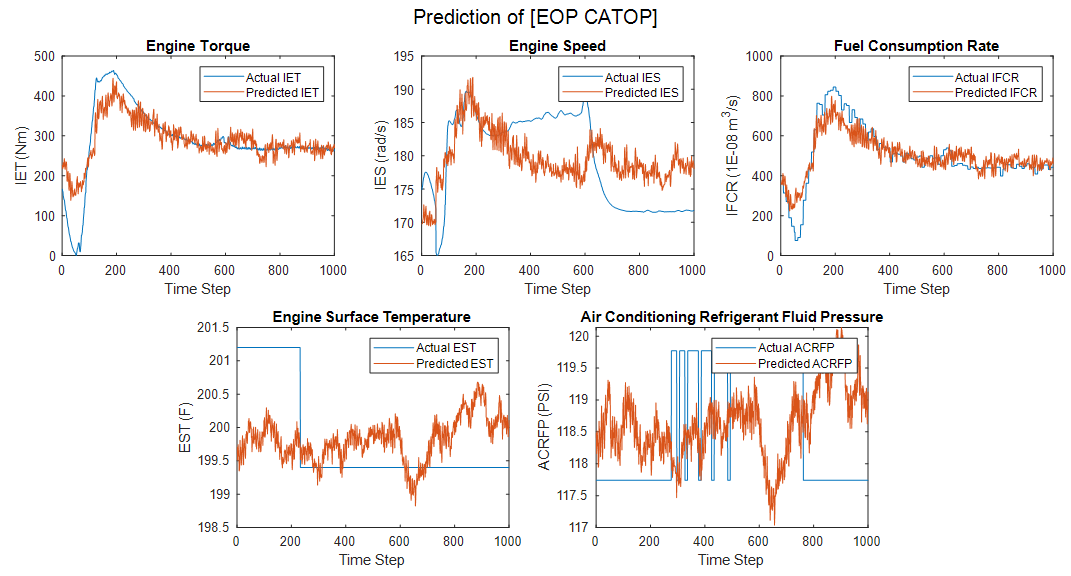 Prediction of [EOP CATOP]
Engine Torque
500
400
300
200
100
0
IET (Nm)
Actual IET
Predicted IET
0 200 400 600 800 1000
Time Step
Engine Speed
195
190
185
180
175
170
165
IES (rad/s)
Actual IES
Predicted IES
0 200 400 600 800 1000
Time Step
Fuel Consumption Rate
1000
800
600
400
200
0
IFCR (1E-08 m³/s)
Actual IFCR
Predicted IFCR
0 200 400 600 800 1000
Time Step
Engine Surface Temperature
201.5
201
200.5
200
199.5
199
198.5
EST (F)
Actual EST
Predicted EST
0 200 400 600 800 1000
Time Step
Air Conditioning Refrigerant Fluid Pressure
120
119.5
119
118.5
118
117.5
117
ACRFP (PSI)
Actual ACRFP
Predicted ACRFP
0 200 400 600 800 1000
Time Step